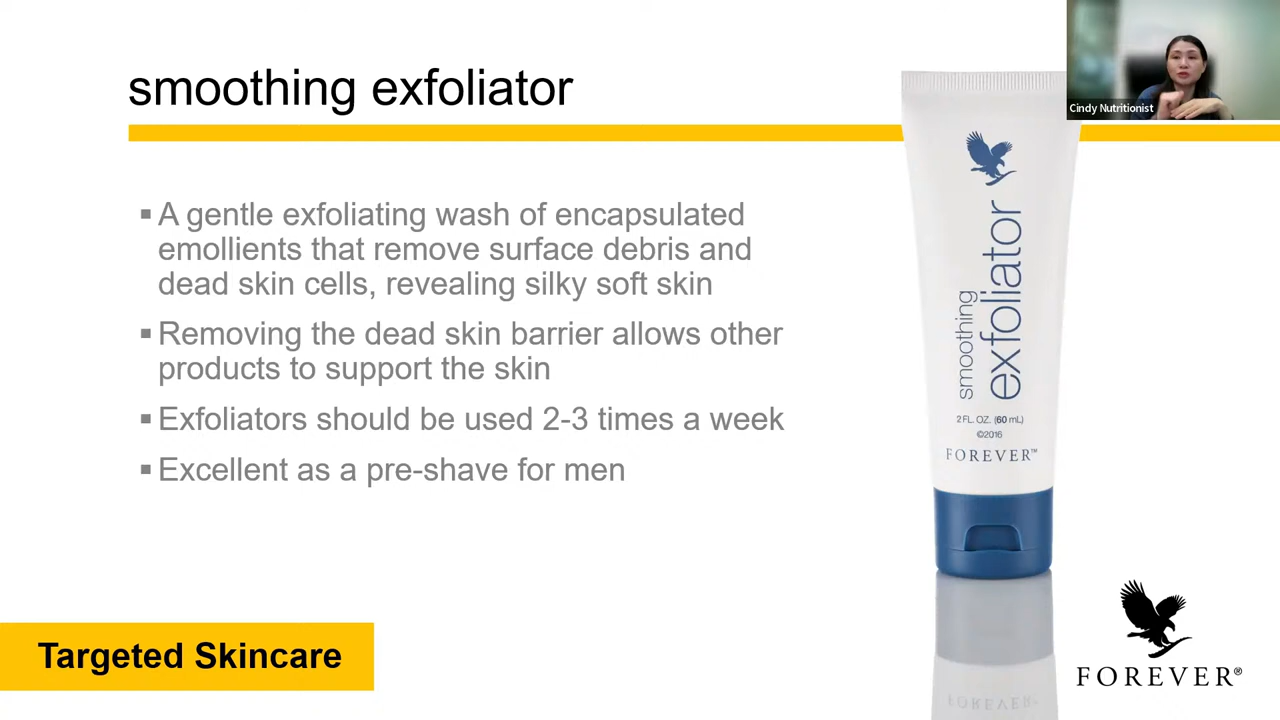 smoothing exfoliator
Cindy Nutritionist
▪ A gentle exfoliating wash of encapsulated
emollients that remove surface debris and
dead skin cells, revealing silky soft skin
▪ Removing the dead skin barrier allows other
products to support the skin
▪ Exfoliators should be used 2-3 times a week
▪ Excellent as a pre-shave for men
smoothing
exfoliator
2 FL. OZ. (60 mL)
©2016
FOREVER™
Targeted Skincare
FOREVER®